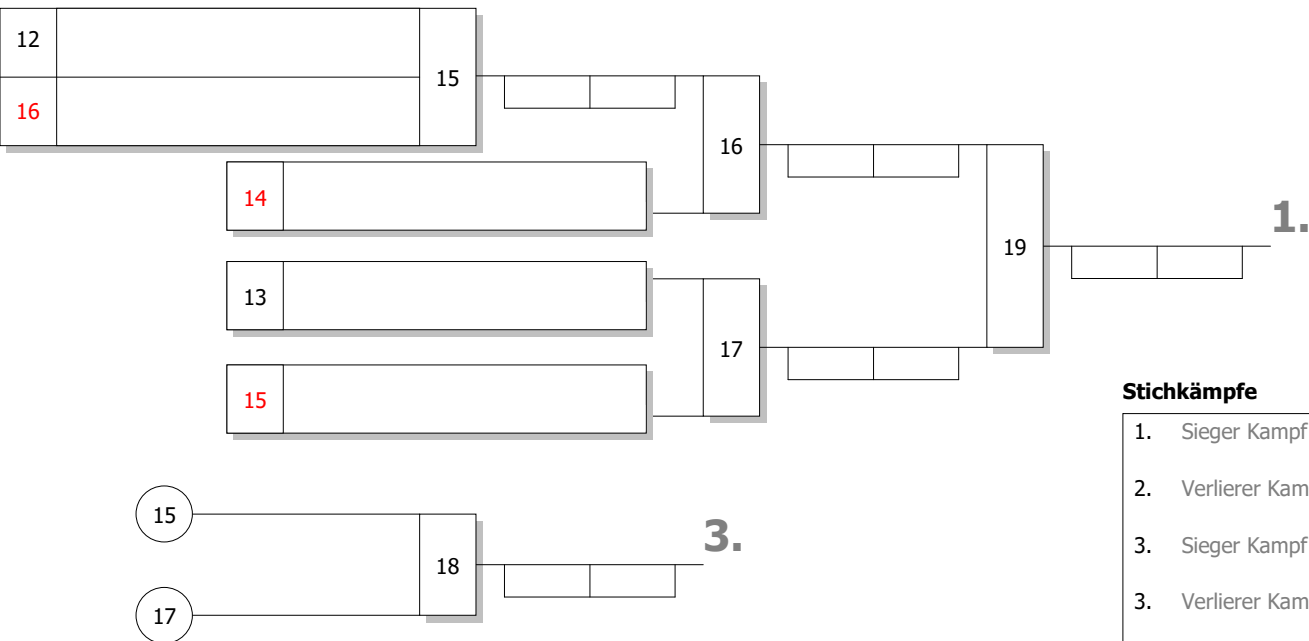 12
15
16
16
14
1.
19
13
17
15
Stichkämpfe
1. Sieger Kampf
2. Verlierer Kam
15
3.
3. Sieger Kampf
18
3. Verlierer Kam
17